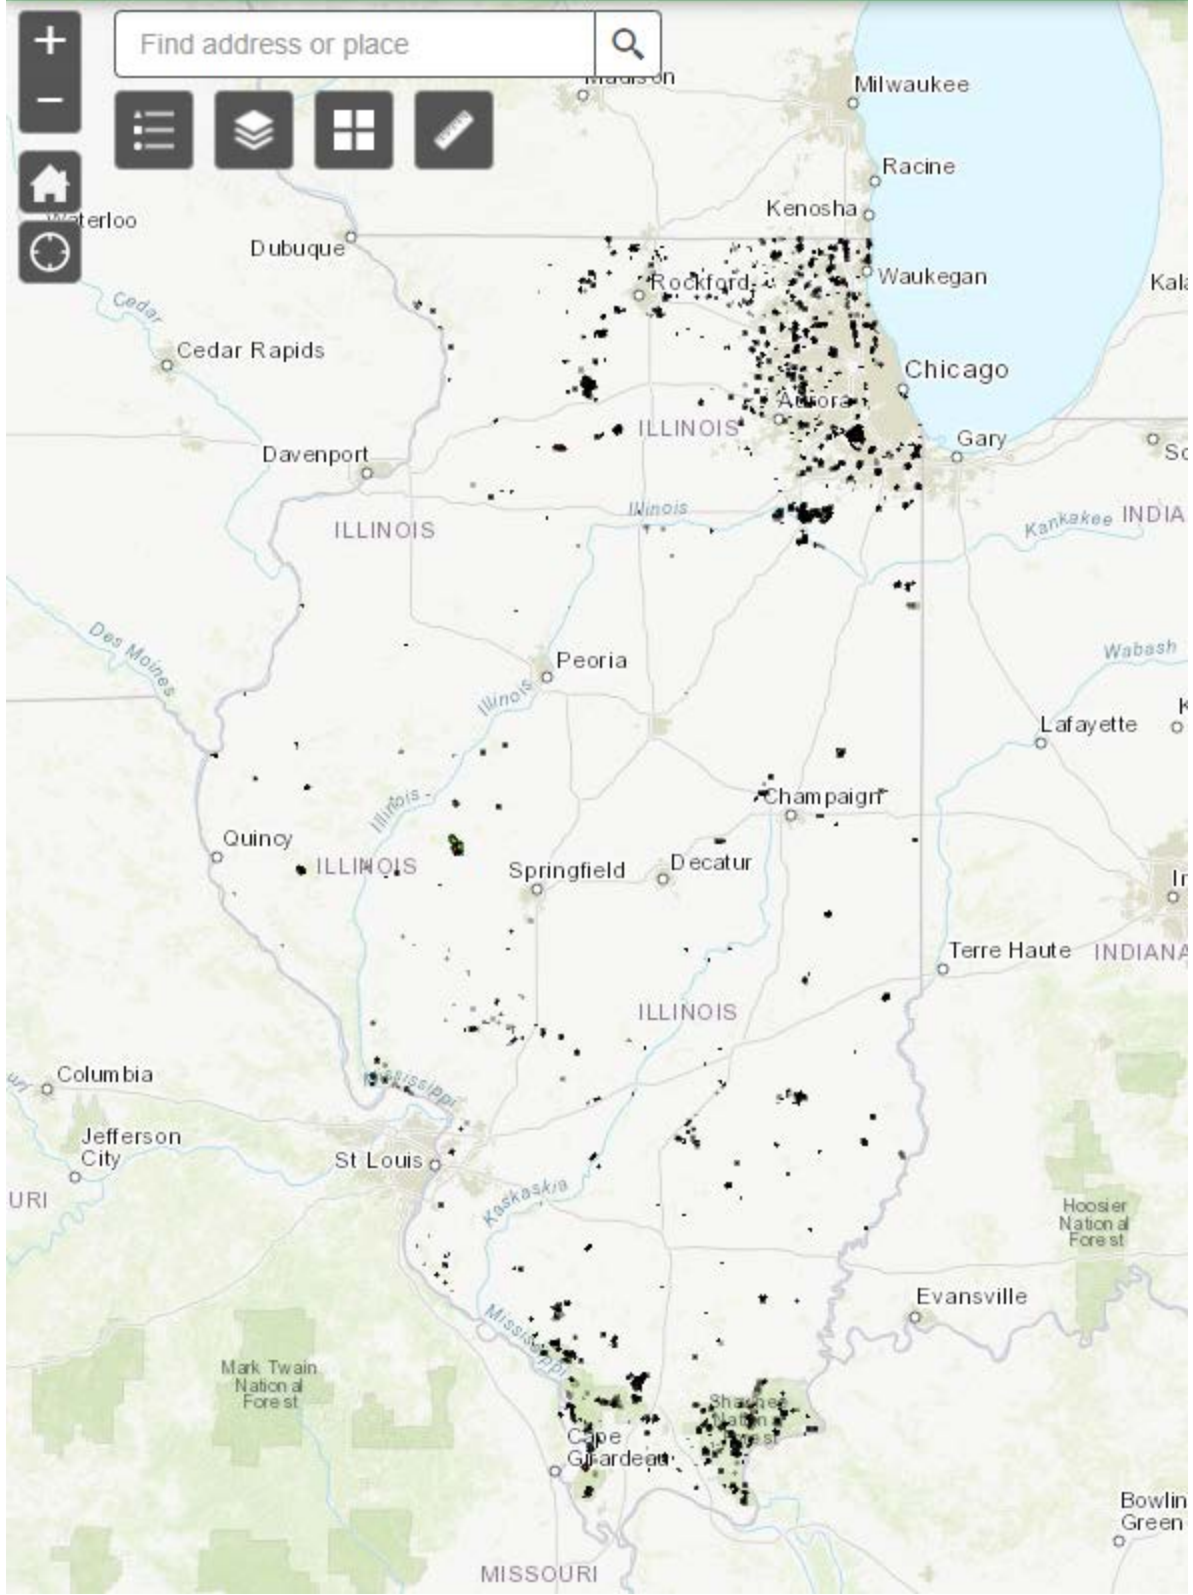 Find address or place
Madison
Milwaukee
Racine
Kenosha
Waterloo
Dubuque
Rockford
Waukegan
Kala
Cedar
Cedar Rapids
Chicago
Aurora
ILLINOIS
Gary
Davenport
So
Illinois
ILLINOIS
Kankakee
INDIA
Des Moines
Peoria
Wabash
Illinois
K
Lafayette
Illinois
Champaign
Quincy
ILLINOIS
Springfield
Decatur
In
Terre Haute
INDIANA
ILLINOIS
Columbia
uri
Mississippi
Jefferson
City
St Louis
URI
Kaskaskia
Hoosier
National
Forest
Evansville
Mississippi
Mark Twain
National
Forest
Shawnee
National
Forest
Cape
Girardeau
Bowlin
Green
MISSOURI